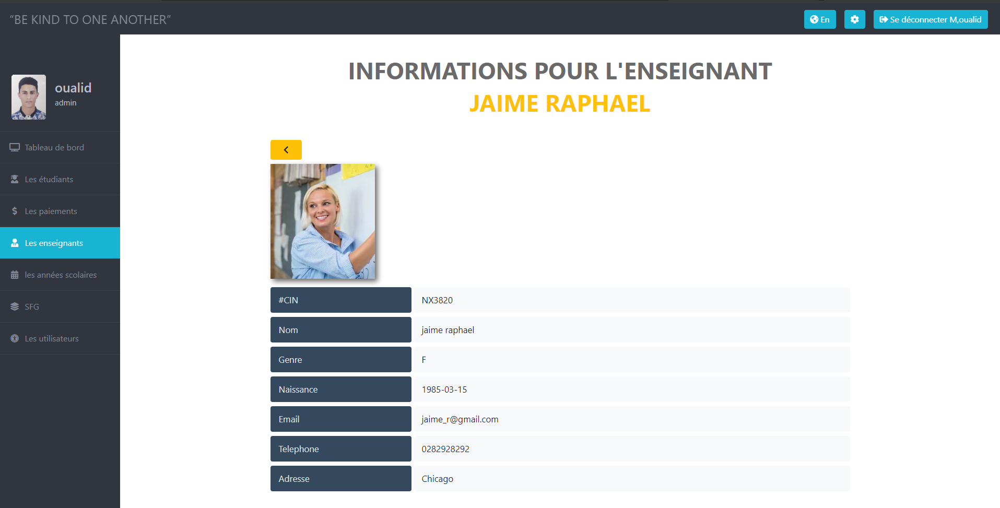 “BE KIND TO ONE ANOTHER”
En
Se déconnecter M,oualid
oualid
admin
Tableau de bord
Les étudiants
Les paiements
Les enseignants
les années scolaires
SFG
Les utilisateurs
INFORMATIONS POUR L'ENSEIGNANT
JAIME RAPHAEL
#CIN NX3820
Nom jaime raphael
Genre F
Naissance 1985-03-15
Email jaime_r@gmail.com
Telephone 0282928292
Adresse Chicago